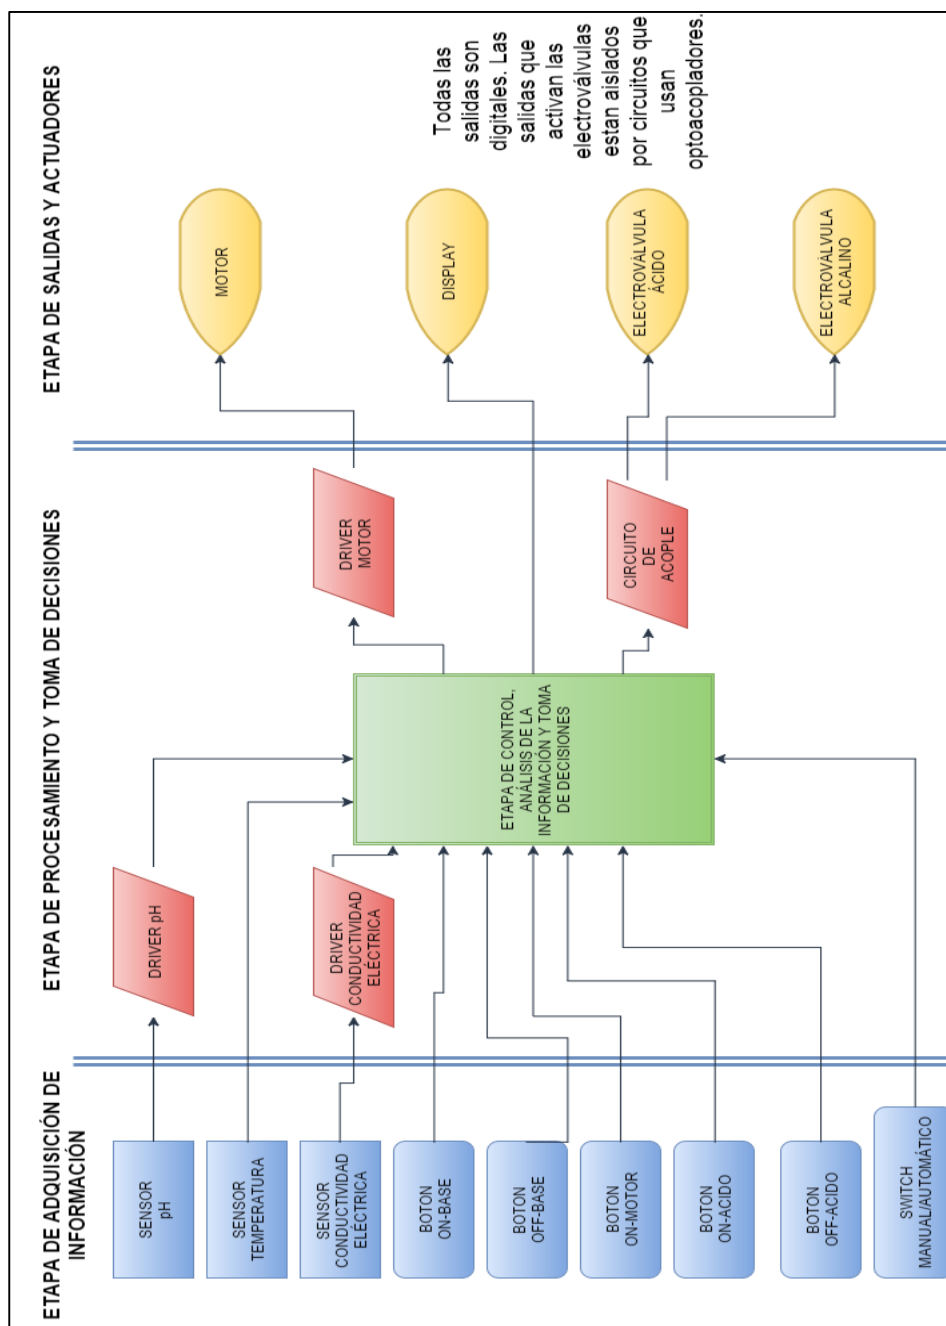 ETAPA DE ADQUISICIÓN DE
INFORMACIÓN
SENSOR
pH
SENSOR
TEMPERATURA
SENSOR
CONDUCTIVIDAD
ELÉCTRICA
BOTON
ON-BASE
BOTON
OFF-BASE
BOTON
ON-MOTOR
BOTON
ON-ACIDO
BOTON
OFF-ACIDO
SWITCH
MANUAL/AUTOMÁTICO
ETAPA DE PROCESAMIENTO Y TOMA DE DECISIONES
DRIVER pH
DRIVER
CONDUCTIVIDAD
ELÉCTRICA
ETAPA DE CONTROL,
ANÁLISIS DE LA
INFORMACIÓN Y TOMA
DE DECISIONES
DRIVER
MOTOR
CIRCUITO
DE
ACOPLE
ETAPA DE SALIDAS Y ACTUADORES
MOTOR
DISPLAY
ELECTROVÁLVULA
ÁCIDO
ELECTROVÁLVULA
ALCALINO
Todas las
salidas son
digitales. Las
salidas que
activan las
electroválvulas
estan aislados
por circuitos que
usan
optoacopladores.